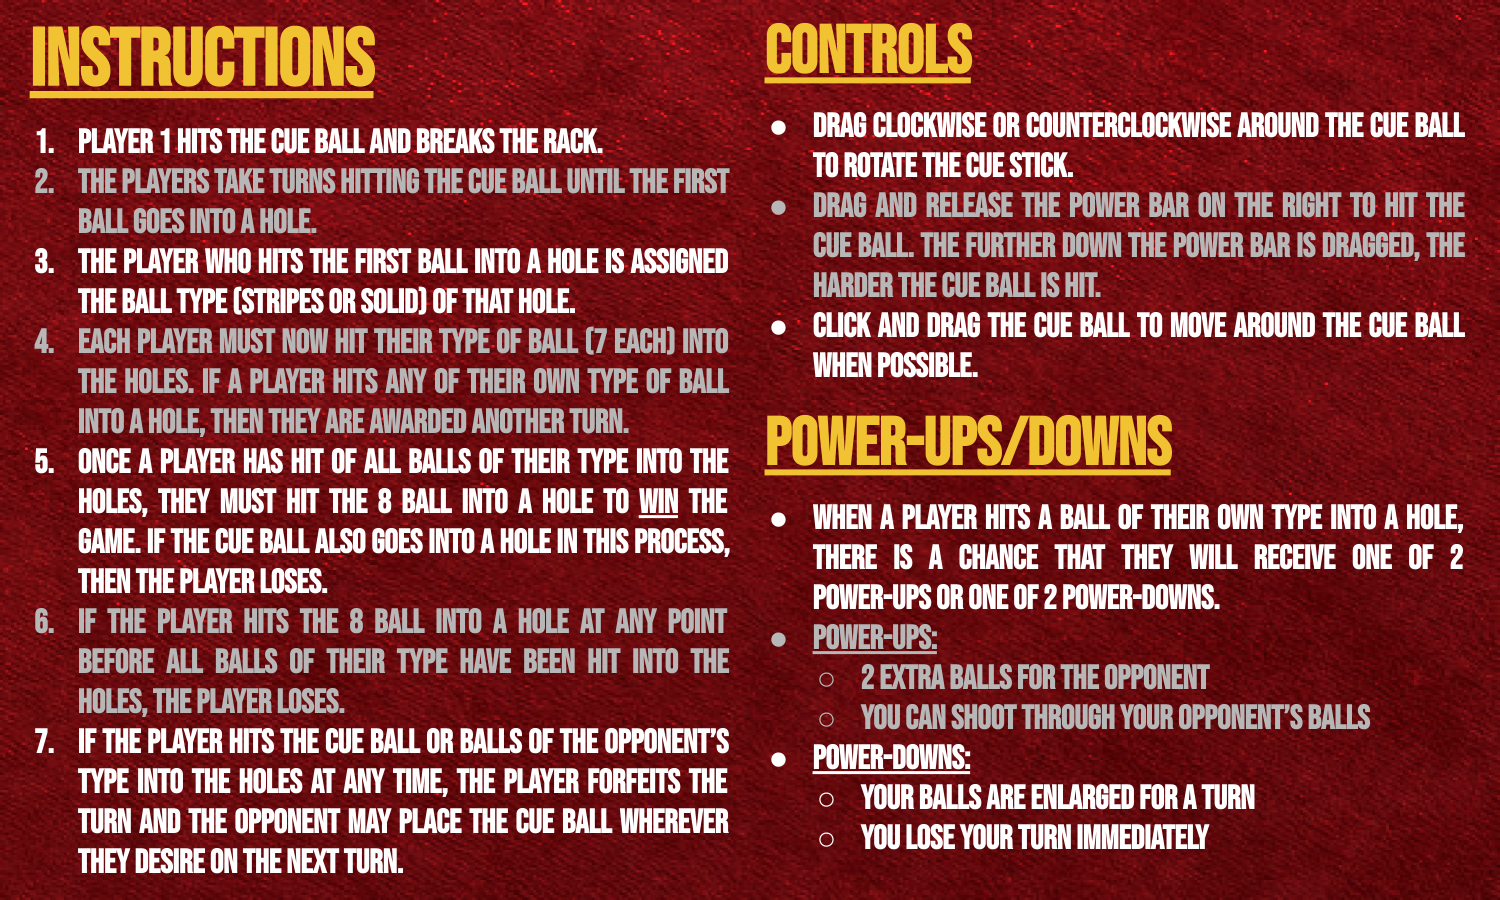 INSTRUCTIONS
1. PLAYER 1 HITS THE CUE BALL AND BREAKS THE RACK.
2. THE PLAYERS TAKE TURNS HITTING THE CUE BALL UNTIL THE FIRST
BALL GOES INTO A HOLE.
3. THE PLAYER WHO HITS THE FIRST BALL INTO A HOLE IS ASSIGNED
THE BALL TYPE (STRIPES OR SOLID) OF THAT HOLE.
4. EACH PLAYER MUST NOW HIT THEIR TYPE OF BALL (7 EACH) INTO
THE HOLES. IF A PLAYER HITS ANY OF THEIR OWN TYPE OF BALL
INTO A HOLE, THEN THEY ARE AWARDED ANOTHER TURN.
5. ONCE A PLAYER HAS HIT OF ALL BALLS OF THEIR TYPE INTO THE
HOLES, THEY MUST HIT THE 8 BALL INTO A HOLE TO WIN THE
GAME. IF THE CUE BALL ALSO GOES INTO A HOLE IN THIS PROCESS,
THEN THE PLAYER LOSES.
6. IF THE PLAYER HITS THE 8 BALL INTO A HOLE AT ANY POINT
BEFORE ALL BALLS OF THEIR TYPE HAVE BEEN HIT INTO THE
HOLES, THE PLAYER LOSES.
7. IF THE PLAYER HITS THE CUE BALL OR BALLS OF THE OPPONENT'S
TYPE INTO THE HOLES AT ANY TIME, THE PLAYER FORFEITS THE
TURN AND THE OPPONENT MAY PLACE THE CUE BALL WHEREVER
THEY DESIRE ON THE NEXT TURN.
CONTROLS
● DRAG CLOCKWISE OR COUNTERCLOCKWISE AROUND THE CUE BALL
TO ROTATE THE CUE STICK.
● DRAG AND RELEASE THE POWER BAR ON THE RIGHT TO HIT THE
CUE BALL. THE FURTHER DOWN THE POWER BAR IS DRAGGED, THE
HARDER THE CUE BALL IS HIT.
● CLICK AND DRAG THE CUE BALL TO MOVE AROUND THE CUE BALL
WHEN POSSIBLE.
POWER-UPS/DOWNS
● WHEN A PLAYER HITS A BALL OF THEIR OWN TYPE INTO A HOLE,
THERE IS A CHANCE THAT THEY WILL RECEIVE ONE OF 2
POWER-UPS OR ONE OF 2 POWER-DOWNS.
● POWER-UPS:
○ 2 EXTRA BALLS FOR THE OPPONENT
○ YOU CAN SHOOT THROUGH YOUR OPPONENT'S BALLS
● POWER-DOWNS:
○ YOUR BALLS ARE ENLARGED FOR A TURN
○ YOU LOSE YOUR TURN IMMEDIATELY